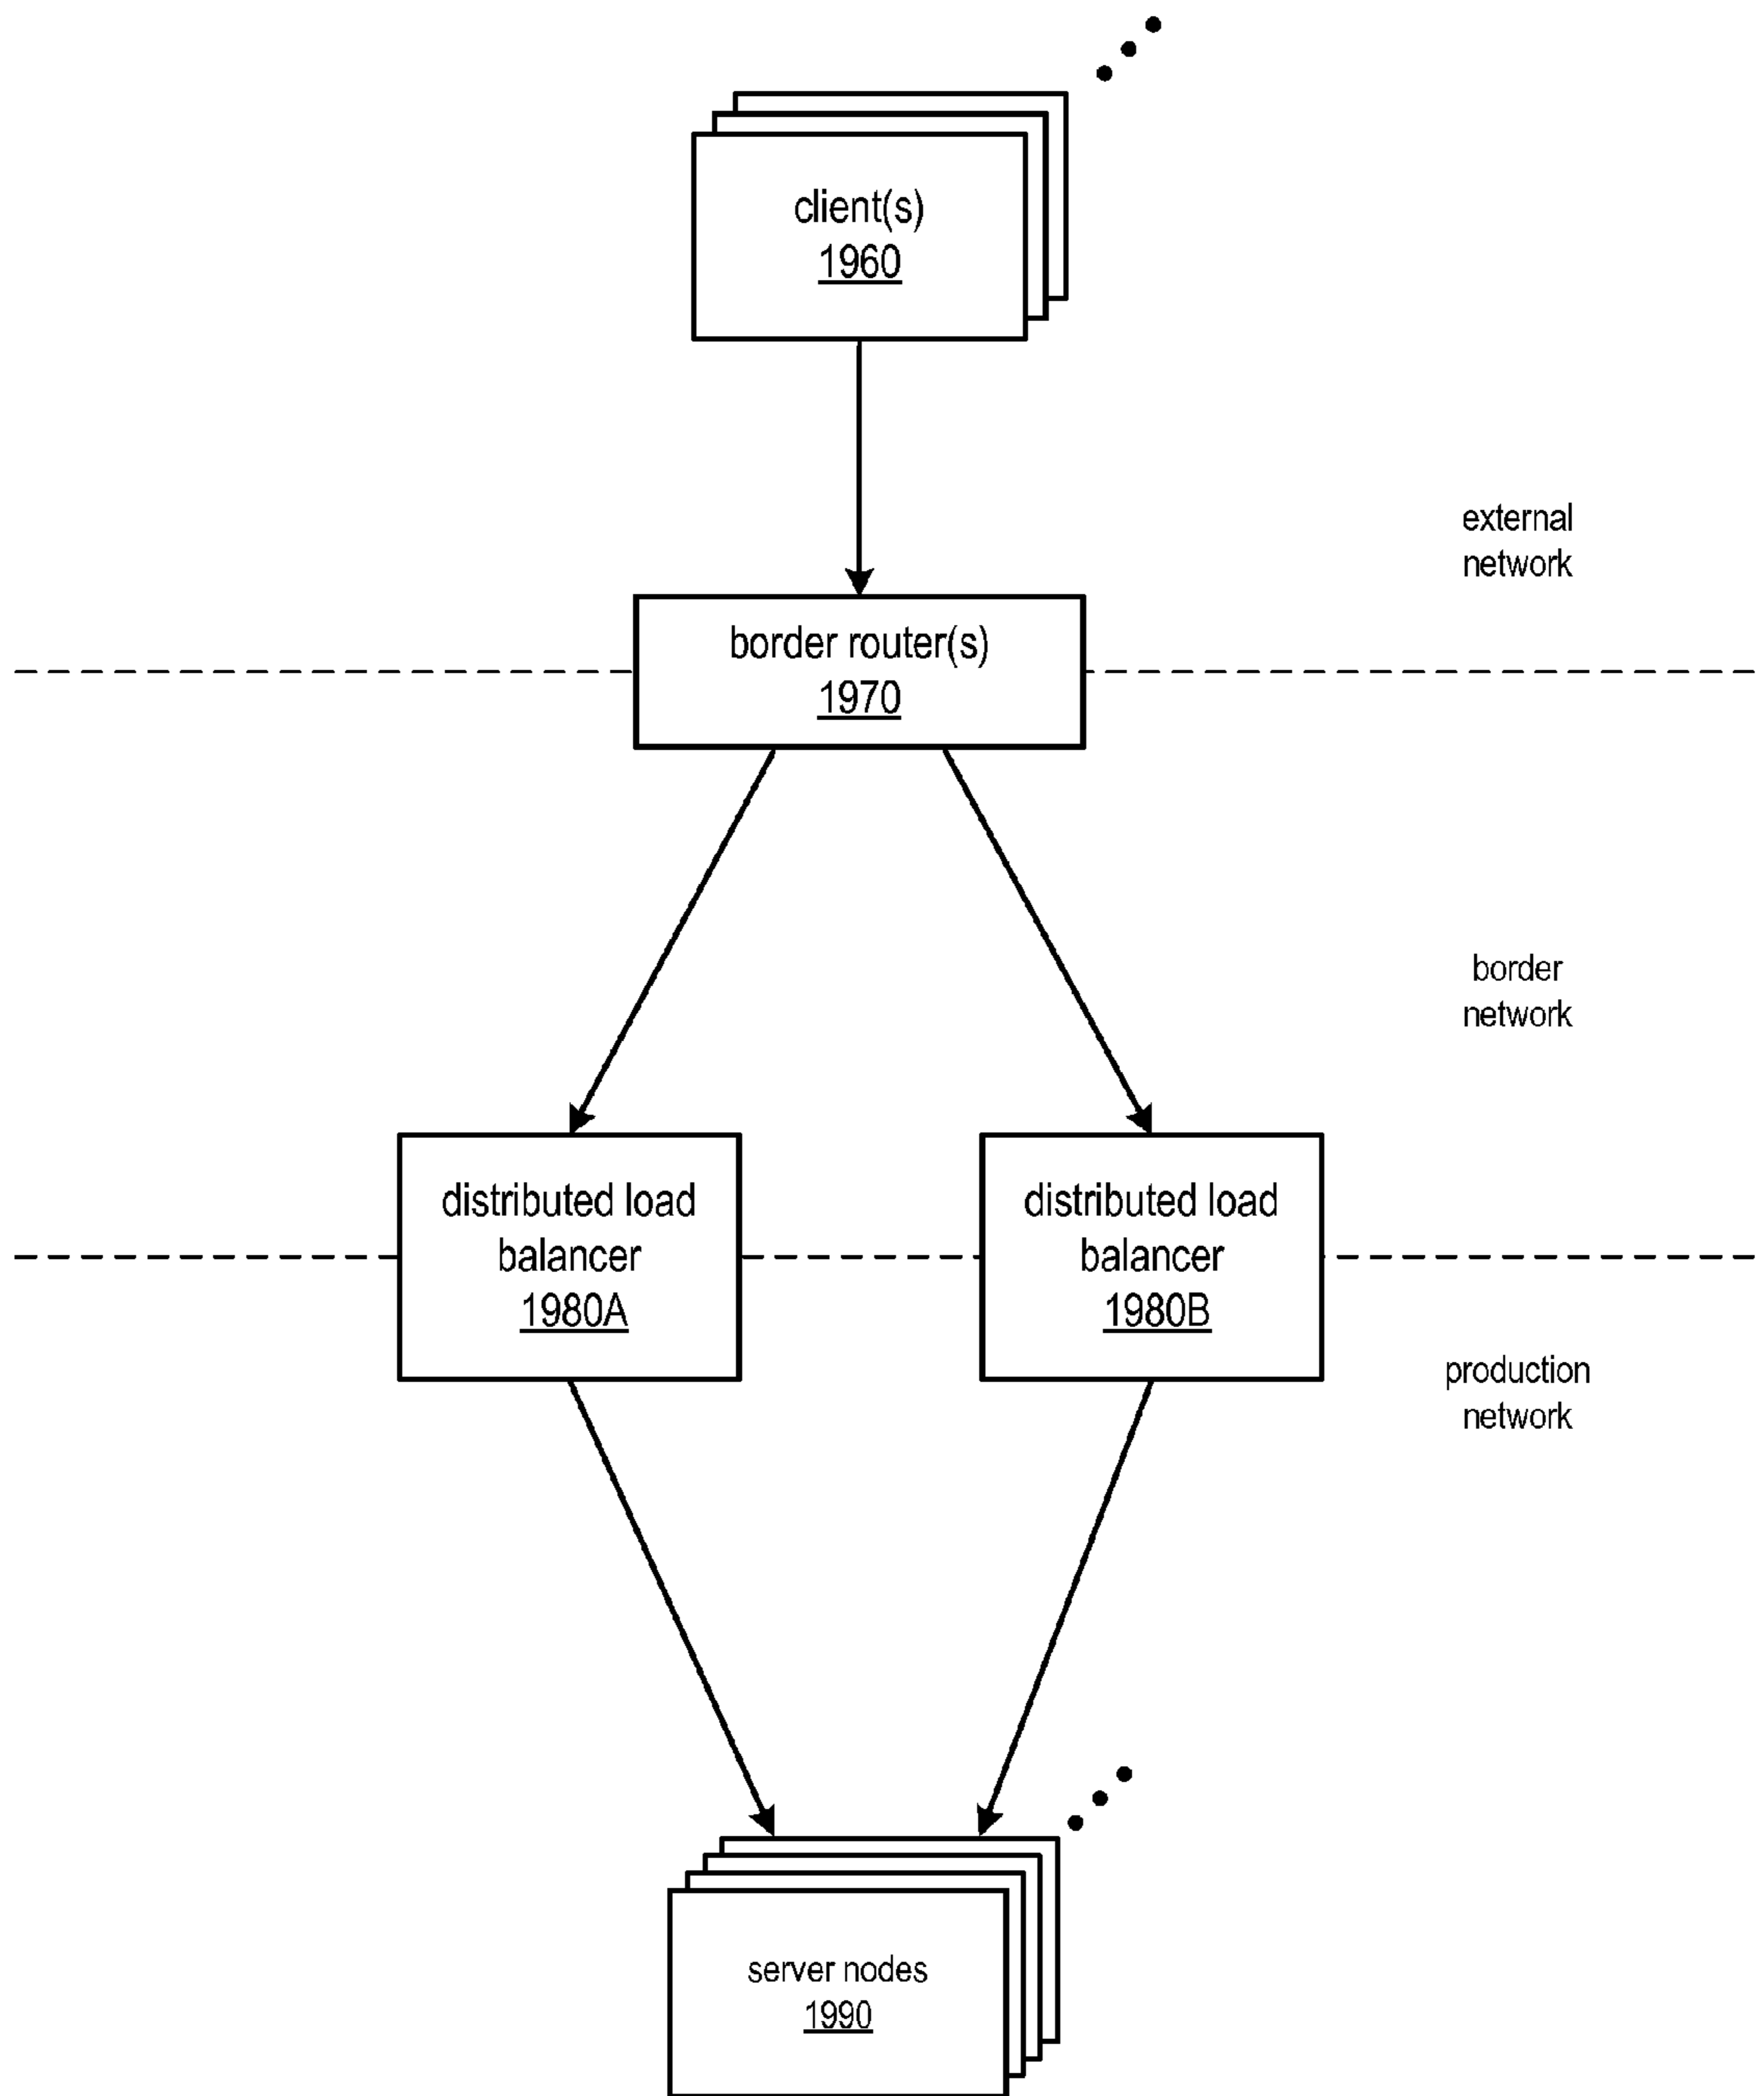 client(s)
1960
external
network
border router(s)
1970
border
network
distributed load
balancer
1980A
distributed load
balancer
1980B
production
network
server nodes
1990